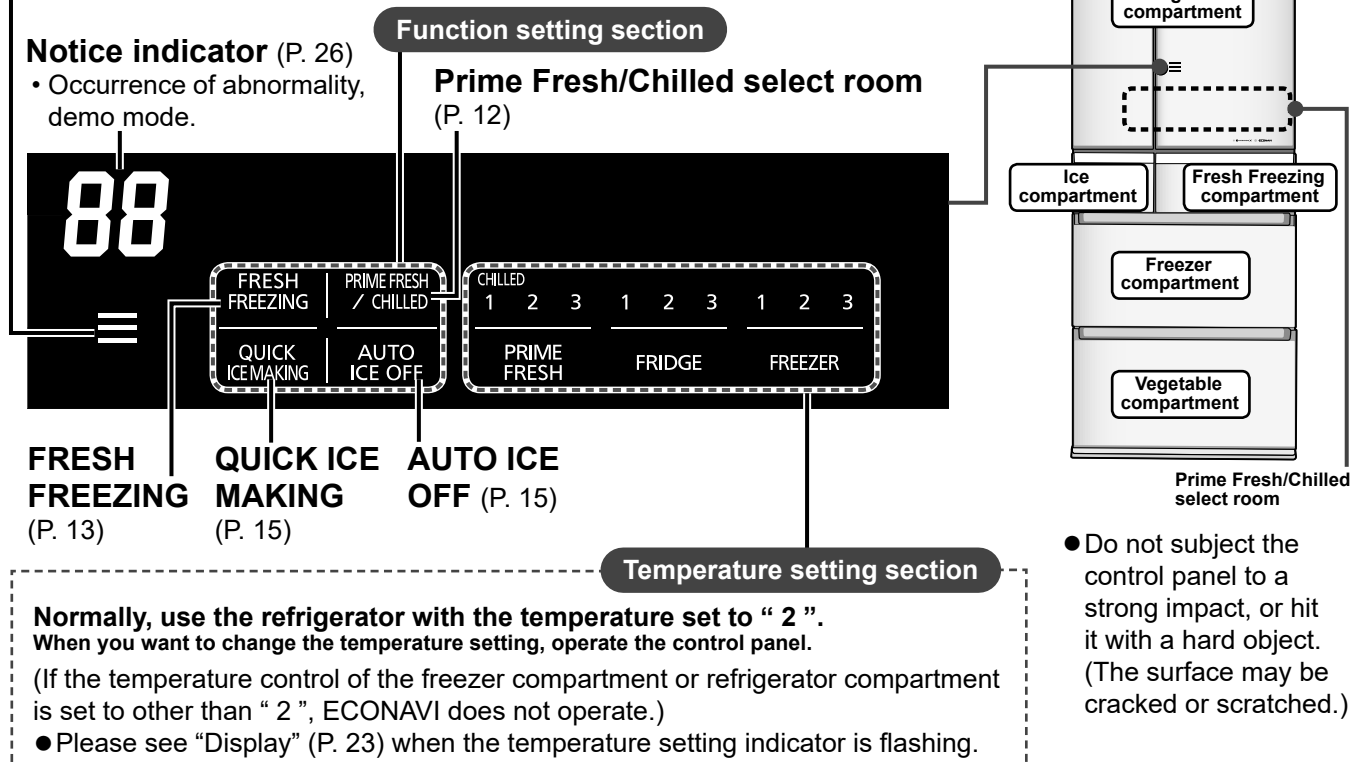 Function setting section
Notice indicator (P. 26)
• Occurrence of abnormality,
demo mode.
Prime Fresh/Chilled select room
(P. 12)
88
FRESH
FREEZING
PRIME FRESH
/ CHILLED
QUICK
ICE MAKING
AUTO
ICE OFF
CHILLED
1 2 3 1 2 3 1 2 3
PRIME
FRESH
FRIDGE
FREEZER
FRESH
FREEZING
(P. 13)
QUICK ICE
MAKING
(P. 15)
AUTO ICE
OFF (P. 15)
Temperature setting section
Normally, use the refrigerator with the temperature set to “ 2 ”.
When you want to change the temperature setting, operate the control panel.
(If the temperature control of the freezer compartment or refrigerator compartment
is set to other than “ 2 ”, ECONAVI does not operate.)
● Please see “Display” (P. 23) when the temperature setting indicator is flashing.
compartment
Ice
compartment
Fresh Freezing
compartment
Freezer
compartment
Vegetable
compartment
Prime Fresh/Chilled
select room
● Do not subject the
control panel to a
strong impact, or hit
it with a hard object.
(The surface may be
cracked or scratched.)